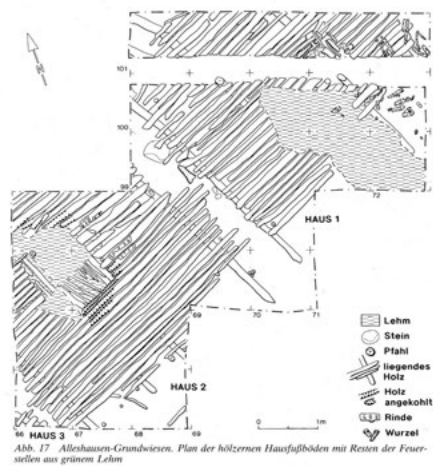 N
101
100
99
72
HAUS 1
70
71
69
HAUS 2
66
67
68
69
HAUS 3
0
1m
Lehm
Stein
Pfahl
liegendes
Holz
Holz
angekohlt
Rinde
Wurzel
Abb. 17 Alleshausen-Grundwiesen. Plan der hölzernen Hausfußböden mit Resten der Feuer-
stellen aus grünem Lehm